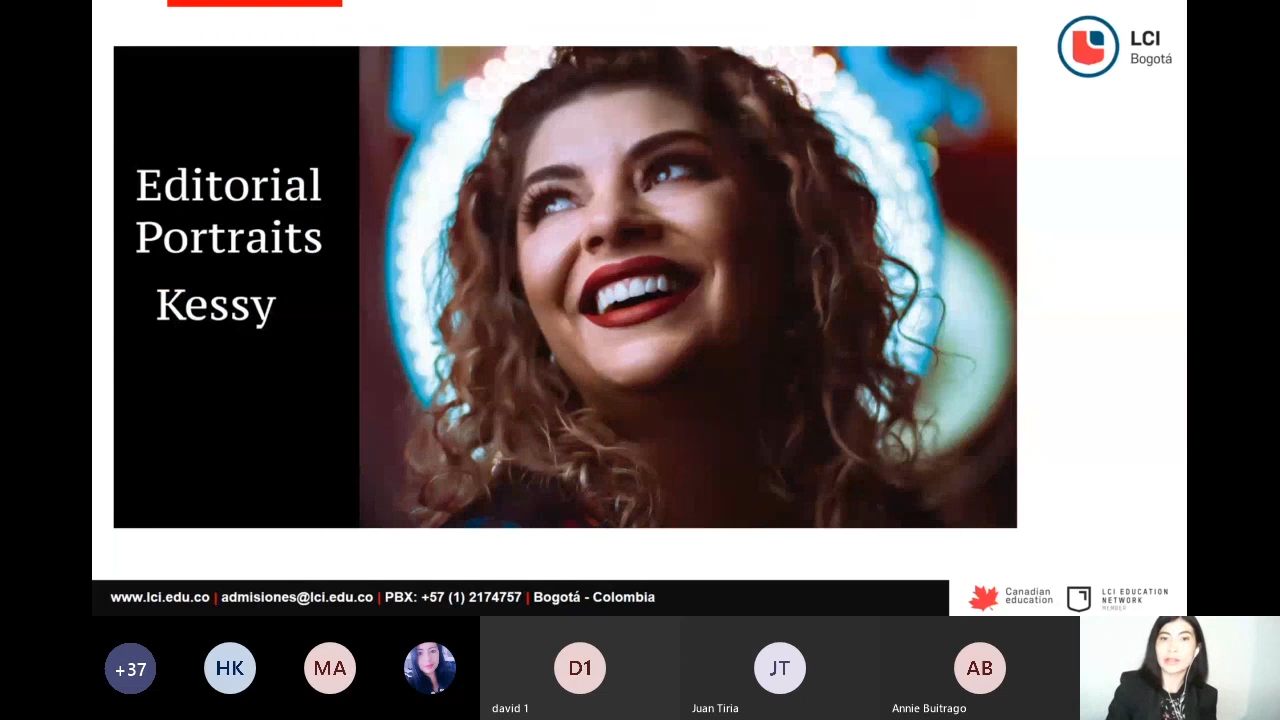 LCI
Bogotá
Editorial
Portraits
Kessy
www.lci.edu.co | admisiones@lci.edu.co | PBX: +57 (1) 2174757 | Bogotá - Colombia
Canadian
education
LCI EDUCATION
NETWORK
MEMBER
+37
HK
MA
D1
JT
AB
david 1
Juan Tiria
Annie Buitrago